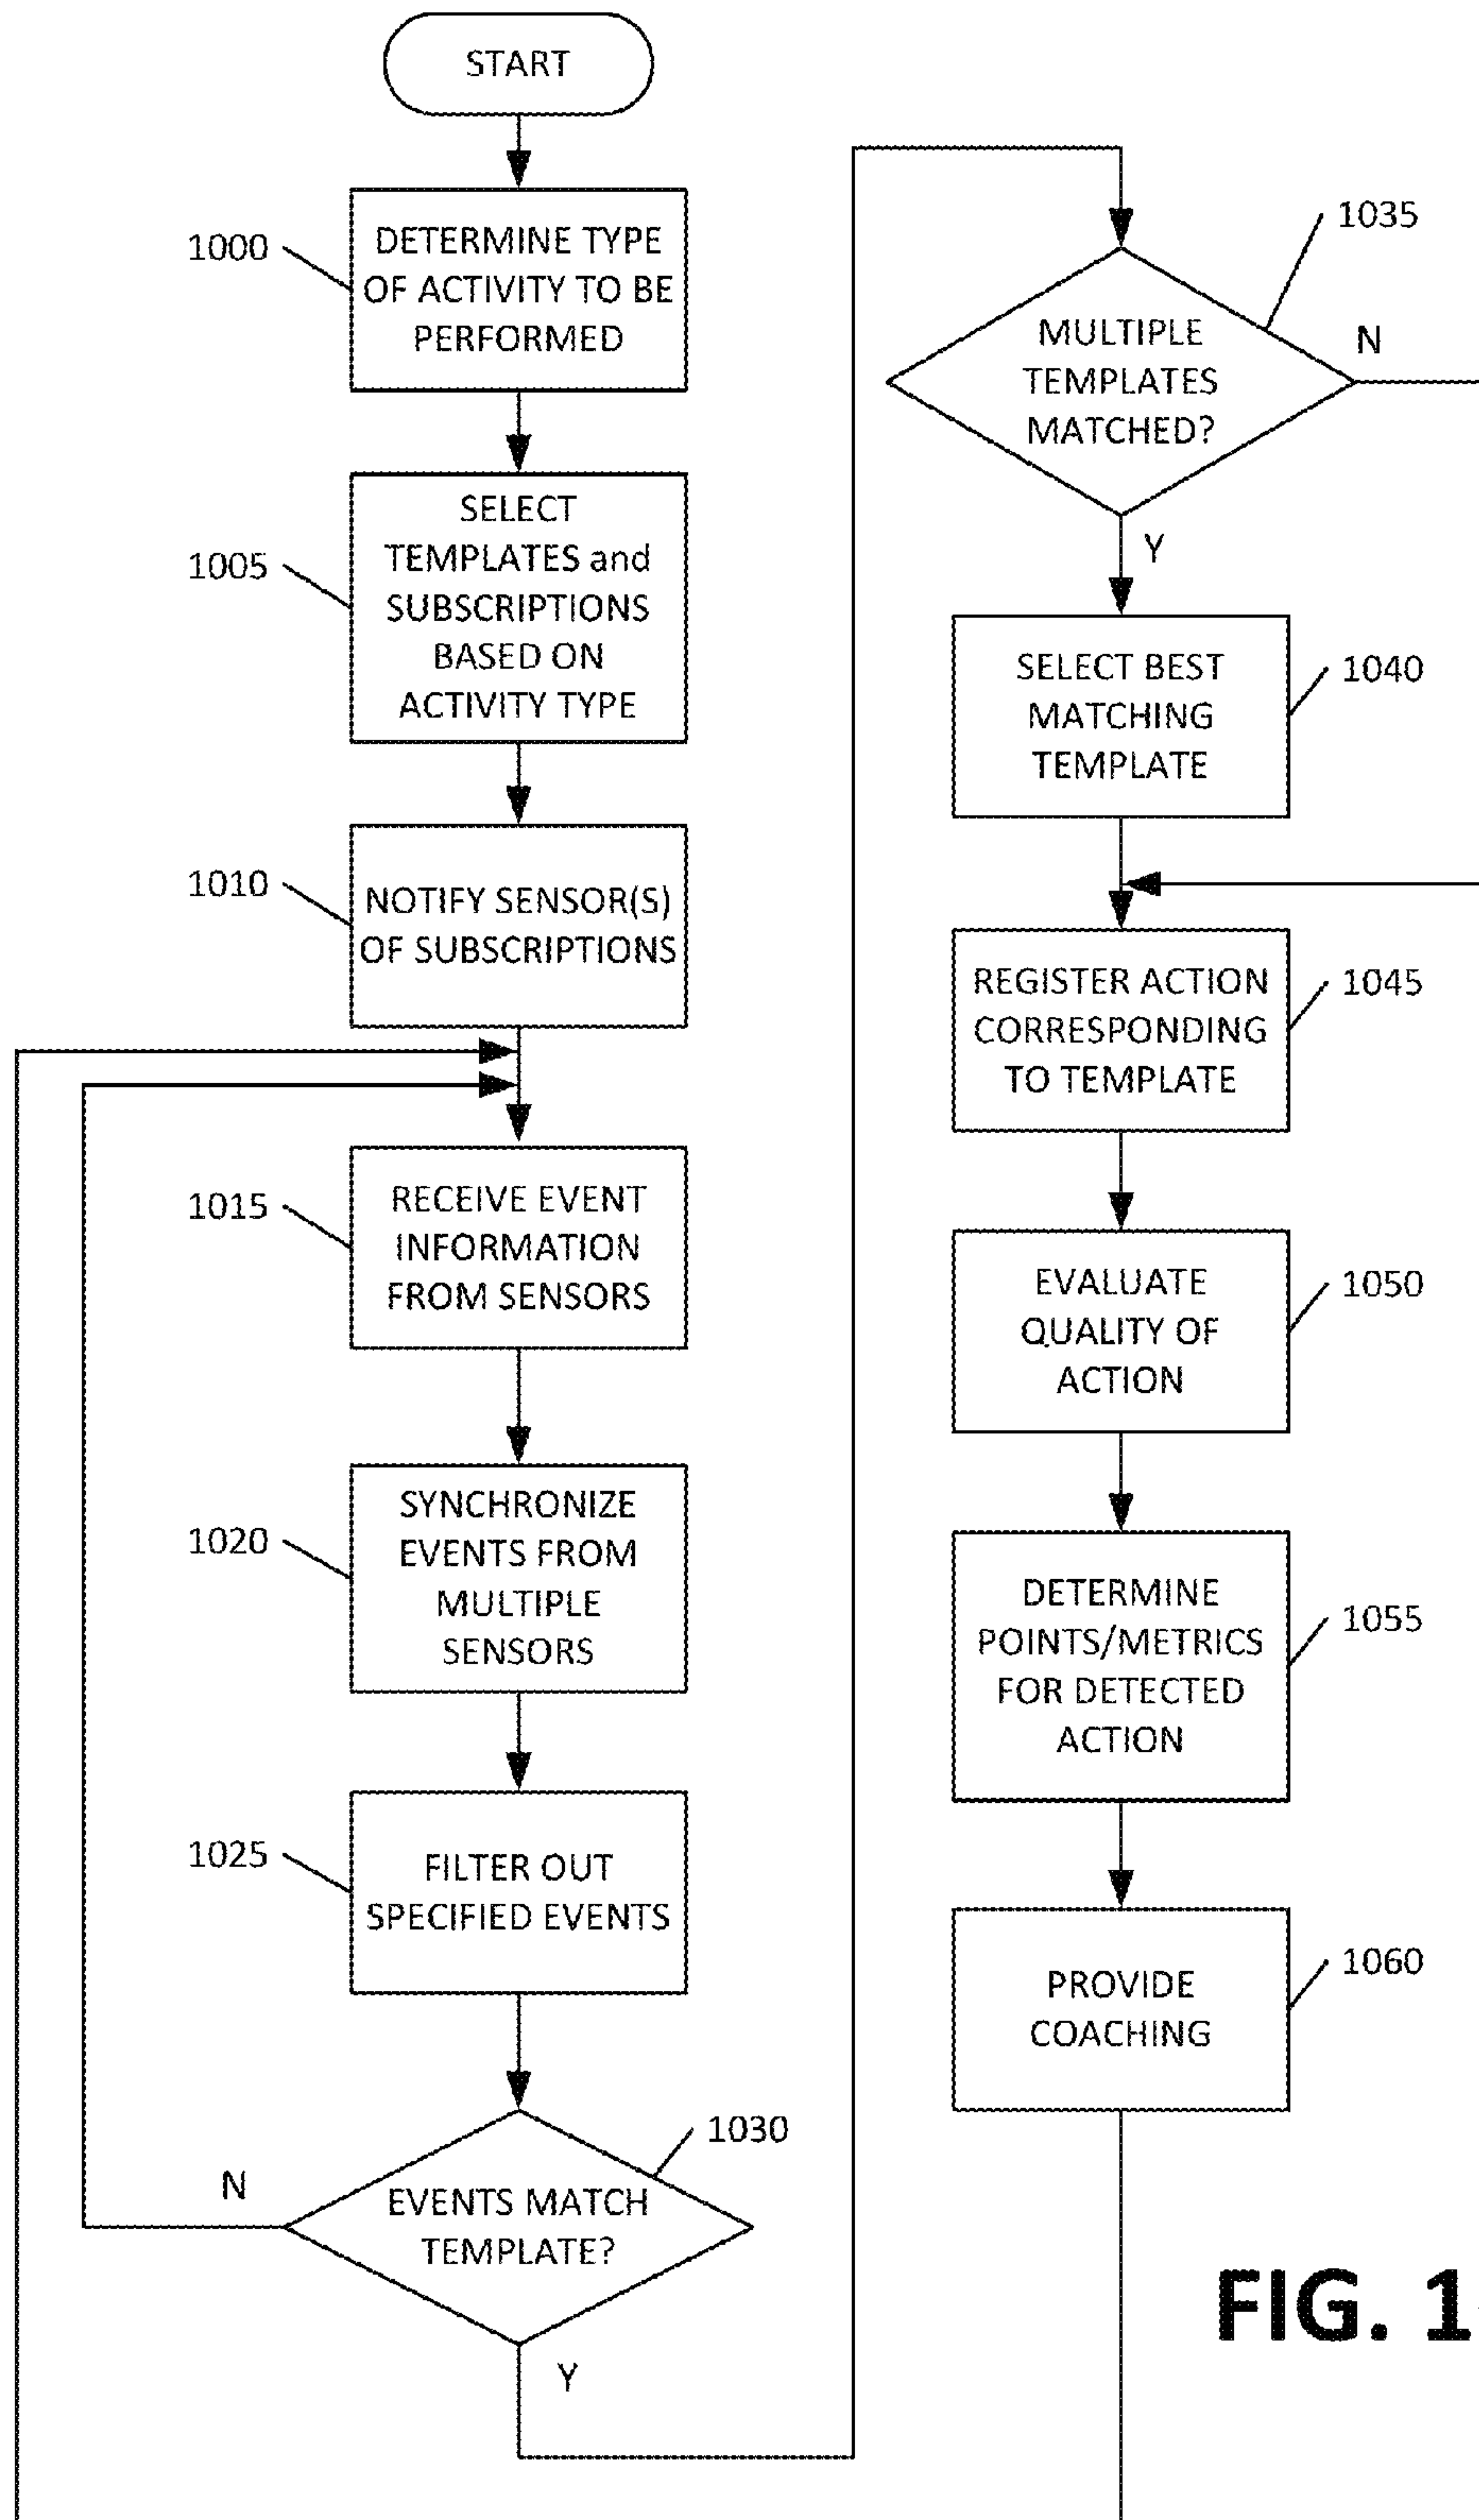 START
1000
DETERMINE TYPE
OF ACTIVITY TO BE
PERFORMED
1005
SELECT
TEMPLATES and
SUBSCRIPTIONS
BASED ON
ACTIVITY TYPE
1010
NOTIFY SENSOR(S)
OF SUBSCRIPTIONS
1015
RECEIVE EVENT
INFORMATION
FROM SENSORS
1020
SYNCHRONIZE
EVENTS FROM
MULTIPLE
SENSORS
1025
FILTER OUT
SPECIFIED EVENTS
1030
N
EVENTS MATCH
TEMPLATE?
Y
1035
MULTIPLE
TEMPLATES
MATCHED?
N
Y
SELECT BEST
MATCHING
TEMPLATE
1040
REGISTER ACTION
CORRESPONDING
TO TEMPLATE
1045
EVALUATE
QUALITY OF
ACTION
1050
DETERMINE
POINTS/METRICS
FOR DETECTED
ACTION
1055
PROVIDE
COACHING
1060
FIG. 1